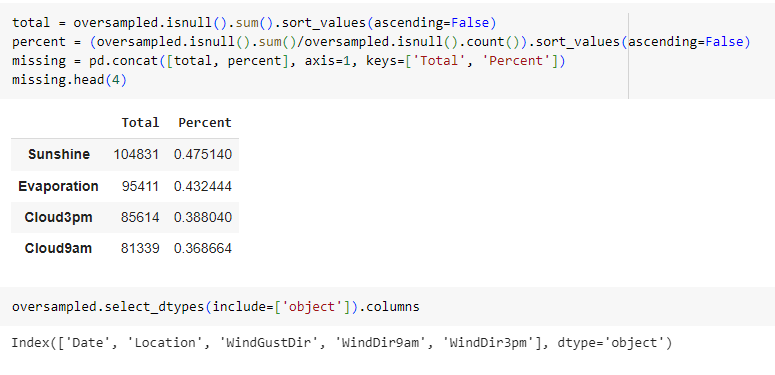 total = oversampled.isnull().sum().sort_values(ascending=False)
percent = (oversampled.isnull().sum()/oversampled.isnull().count()).sort_values(ascending=False)
missing = pd.concat([total, percent], axis=1, keys=['Total', 'Percent'])
missing.head(4)
Total Percent
Sunshine 104831 0.475140
Evaporation 95411 0.432444
Cloud3pm 85614 0.388040
Cloud9am 81339 0.368664
oversampled.select_dtypes(include=['object']).columns
Index(['Date', 'Location', 'WindGustDir', 'WindDir9am', 'WindDir3pm'], dtype='object')